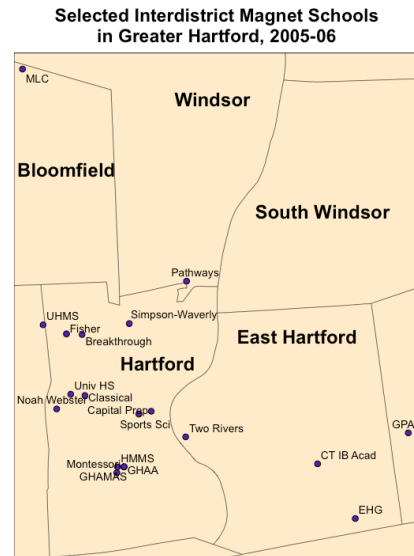 Selected Interdistrict Magnet Schools
in Greater Hartford, 2005-06
MLC
Windsor
Bloomfield
South Windsor
Pathways
UHMS
Simpson-Waverly
Fisher
Breakthrough
East Hartford
Hartford
Univ HS
Classical
Noah Webster
Capital Prep
Sports Sci
GPA
Two Rivers
HMMS
CT IB Acad
Montessori
GHAA
GHAMAS
EHG